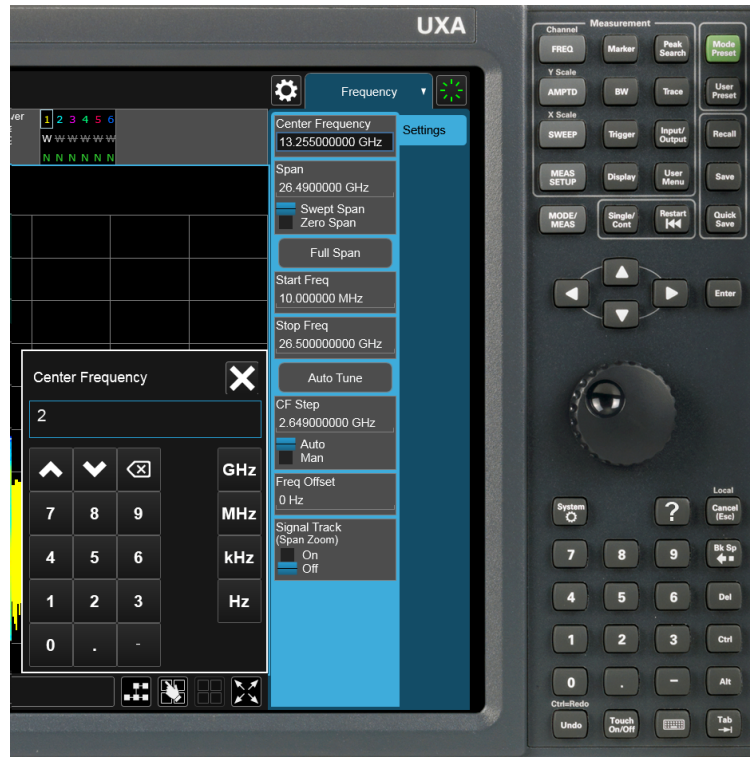 UXA
Frequency
ver
1 2 3 4 5 6
W W W W W W
N N N N N N
Settings
Center Frequency
13.255000000 GHz
Span
26.4900000 GHz
Swept Span
Zero Span
Full Span
Start Freq
10.000000 MHz
Stop Freq
26.500000000 GHz
Auto Tune
CF Step
2.649000000 GHz
Auto
Man
Freq Offset
0 Hz
Signal Track
(Span Zoom)
On
Off
Center Frequency
2
GHz
7 8 9 MHz
4 5 6 kHz
1 2 3 Hz
0 . -
Measurement
Channel
FREQ
Marker
Peak
Search
Mode
Preset
Y Scale
AMPTD
BW
Trace
User
Preset
X Scale
SWEEP
Trigger
Input/
Output
Recall
MEAS
SETUP
Display
User
Menu
Save
MODE/
MEAS
Single/
Cont
Restart
Quick
Save
Enter
System
?
Local
Cancel
(Esc)
7 8 9
Bk Sp
4 5 6 Del
1 2 3 Ctrl
0 . - Alt
Ctrl=Redo
Undo
Touch
On/Off
Tab